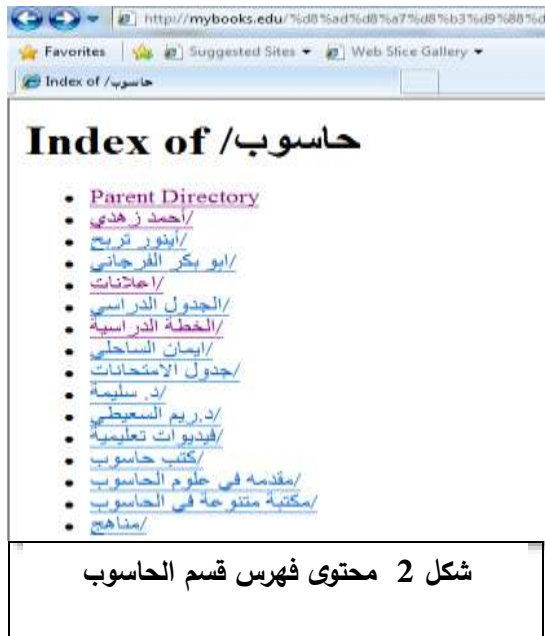 http://mybooks.edu/%d8%ad%d8%a7%d8%b3%d9%88%d
Favorites Suggested Sites Web Slice Gallery
Index of /حاسوب
Index of /حاسوب
Parent Directory
أحمد زهدي/
أينور تربح/
ابو بكر الفرجاني/
اعلانات/
الجدول الدراسي/
الخطة الدراسية/
ايمان الساحلي/
جدول الامتحانات/
د. سليمة/
د.ريم السعيطي/
فيديوات تعليمية/
كتب حاسوب/
مقدمه في علوم الحاسوب/
مكتبة متنوعة في الحاسوب/
مناهج/
شكل 2 محتوى فهرس قسم الحاسوب